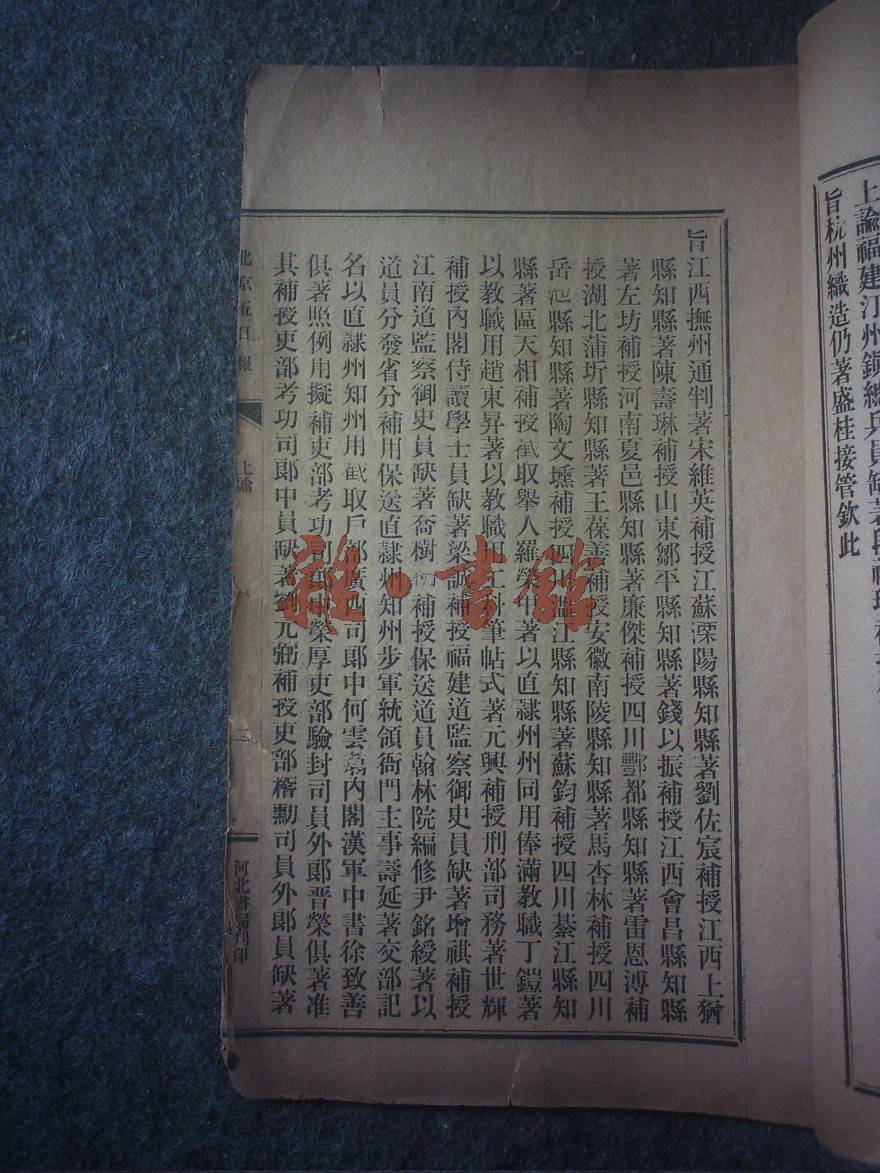 上諭福建汀州鎮總兵員缺著
旨杭州織造仍著盛桂接管欽此
旨江西撫州通判著宋維英補授江蘇溧陽縣知縣著劉佐宸補授江西上猶
縣知縣著陳壽琳補授山東鄒平縣知縣著錢以振補授江西會昌縣知縣
著左坊補授河南夏邑縣知縣著廉傑補授四川酆都縣知縣著雷恩溥補
授湖北蒲圻縣知縣著王葆善補授安徽南陵縣知縣著馬杏林補授四川
岳池縣知縣著陶文壎補授四川墊江縣知縣著蘇鈞補授四川綦江縣知
縣著區天相補授截取舉人羅榮著以直隸州州同用俸滿教職丁鎧著
以教職用趙東昇著以教職用工科筆帖式著元興補授刑部司務著世輝
補授內閣侍讀學士員缺著梁誠補授福建道監察御史員缺著增祺補授
江南道監察御史員缺著喬樹枏補授保送道員翰林院編修尹銘綬著以
道員分發省分補用保送直隸州知州步軍統領衙門主事壽延著交部記
名以直隸州知州用截取戶部廣西司郎中何雲內閣漢軍中書徐致善
俱著照例用擬補吏部考功司郎中榮厚吏部驗封司員外郎晋榮俱著准
其補授吏部考功司郎中員缺著劉元弼補授吏部稽勳司員外郎員缺著
北京五日報
上諭
三
河北書局刊印
雜·書館